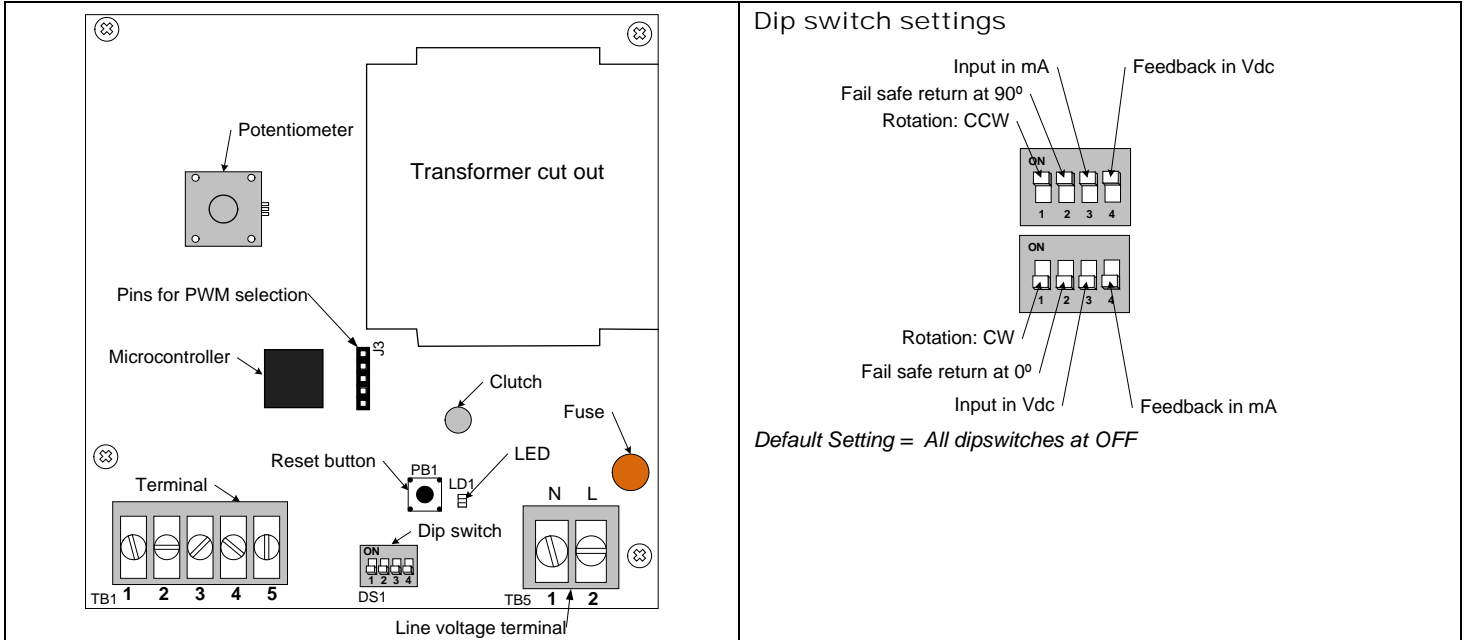 Potentiometer
Transformer cut out
Pins for PWM selection
J3
Microcontroller
Clutch
Fuse
Reset button
PB1
LED
LD1
Terminal
N L
Dip switch
ON
1 2 3 4
DS1
TB1 1 2 3 4 5
TB5 1 2
Line voltage terminal
Dip switch settings
Input in mA
Feedback in Vdc
Fail safe return at 90º
Rotation: CCW
ON
1 2 3 4
ON
1 2 3 4
Rotation: CW
Fail safe return at 0º
Input in Vdc
Feedback in mA
Default Setting = All dipswitches at OFF